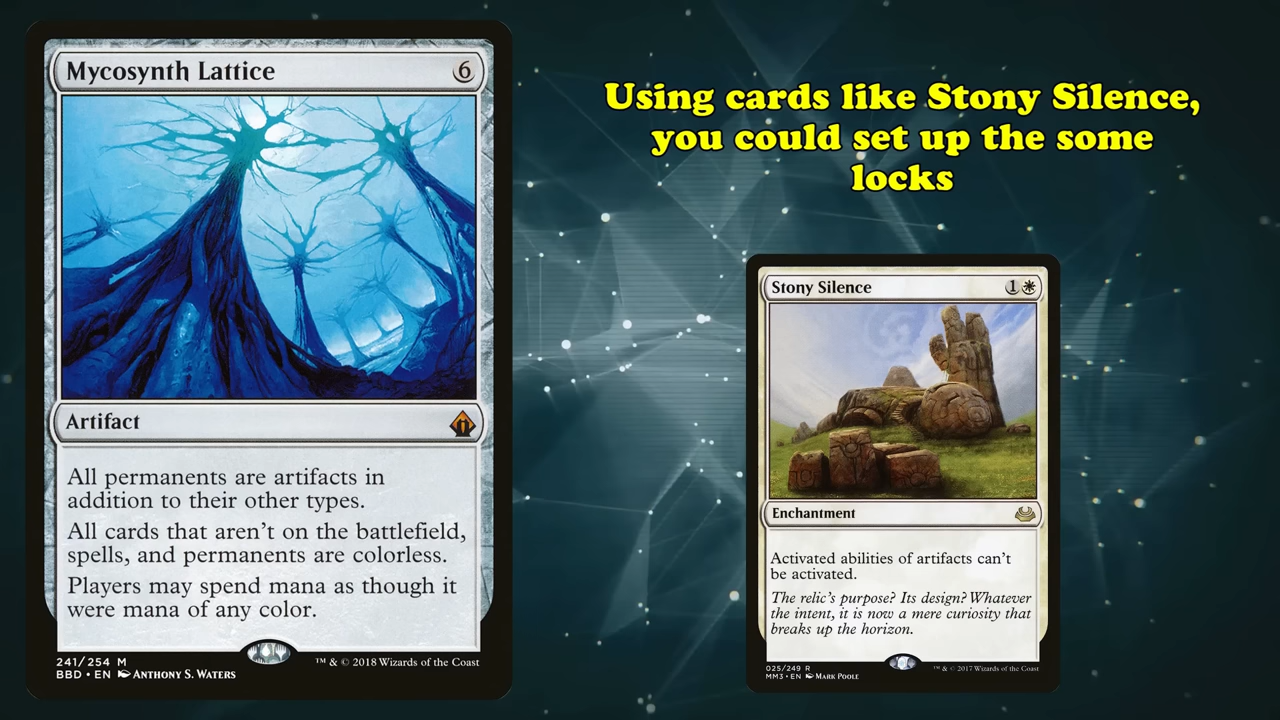 Mycosynth Lattice 6
Artifact
All permanents are artifacts in
addition to their other types.
All cards that aren't on the battlefield,
spells, and permanents are colorless.
Players may spend mana as though it
were mana of any color.
241/254 M
BBD • EN Anthony S. Waters
™ & © 2018 Wizards of the Coast
Using cards like Stony Silence,
you could set up the some
locks
Stony Silence 1
Enchantment
Activated abilities of artifacts can't
be activated.
The relic's purpose? Its design? Whatever
the intent, it is now a mere curiosity that
breaks up the horizon.
025/249 R
MM3 • EN Mark Poole
™ & © 2017 Wizards of the Coast